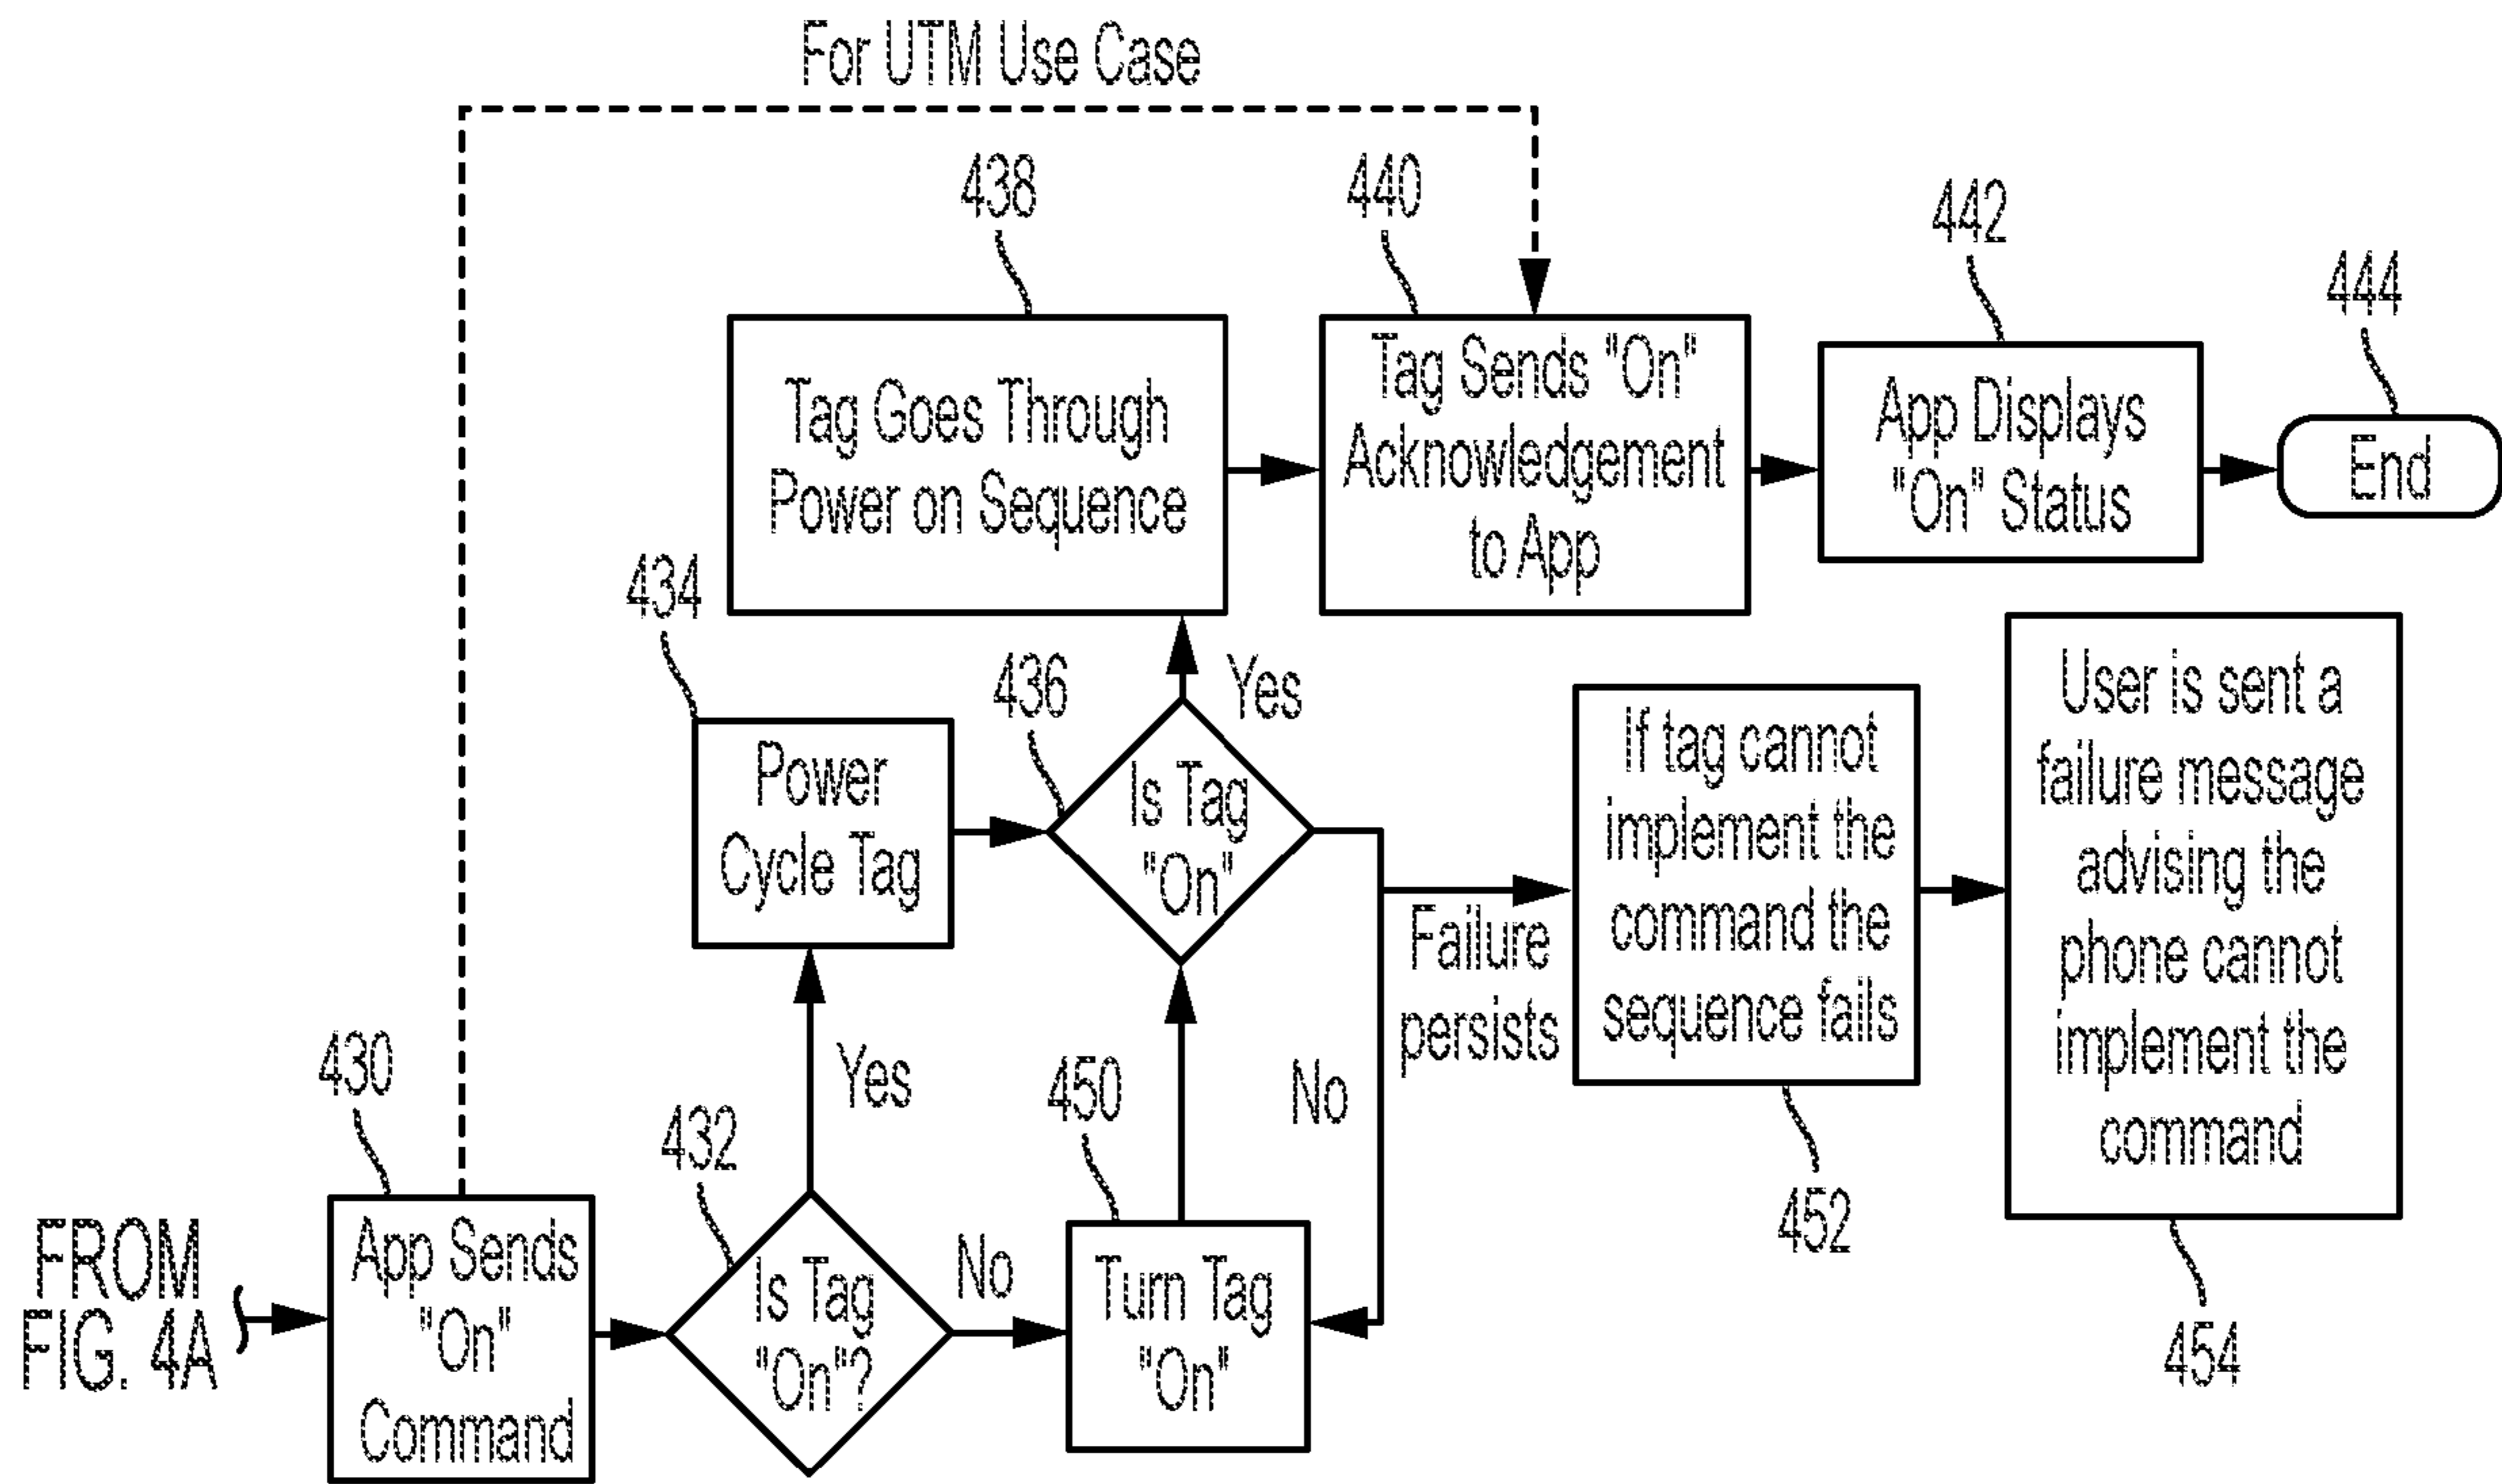 For UTM Use Case
438
440
442
444
Tag Goes Through
Power on Sequence
Tag Sends "On"
Acknowledgement
to App
App Displays
"On" Status
End
434
436
Yes
Power
Cycle Tag
Is Tag
"On"
If tag cannot
implement the
command the
sequence fails
User is sent a
failure message
advising the
phone cannot
implement the
command
Failure
persists
430
432
Yes
450
No
452
454
FROM
FIG. 4A
App Sends
"On"
Command
Is Tag
"On"?
No
Turn Tag
"On"